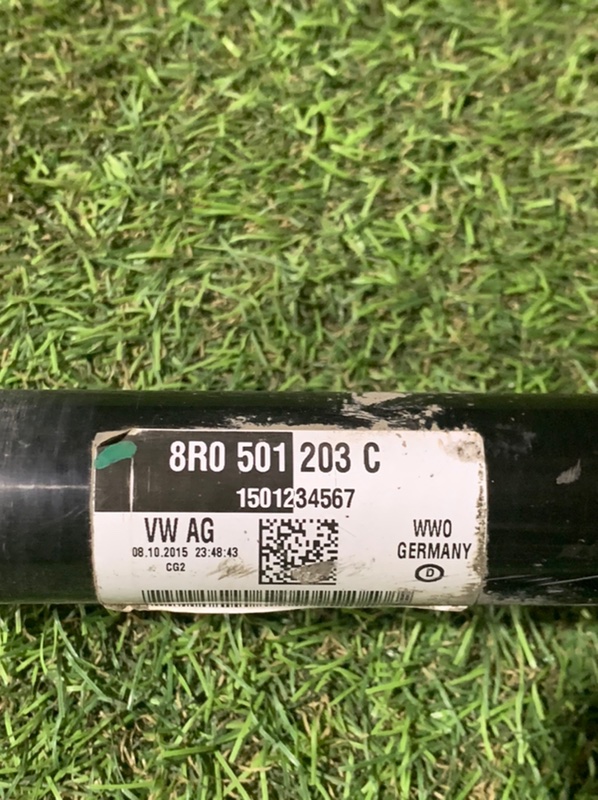 8R0 501 203 C
1501234567
VW AG
08.10.2015 23:48:43
CG2
WWO
GERMANY
D